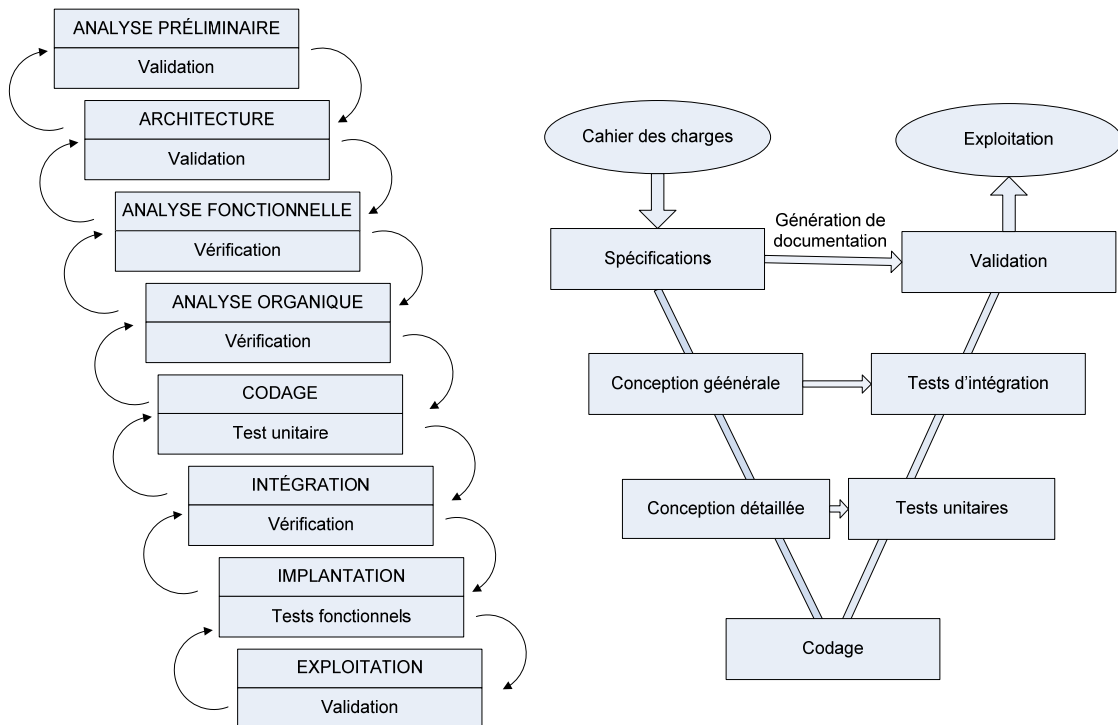 ANALYSE PRÉLIMINAIRE
Validation
ARCHITECTURE
Validation
ANALYSE FONCTIONNELLE
Vérification
ANALYSE ORGANIQUE
Vérification
CODAGE
Test unitaire
INTÉGRATION
Vérification
IMPLANTATION
Tests fonctionnels
EXPLOITATION
Validation
Cahier des charges
Exploitation
Génération de
documentation
Spécifications
Validation
Conception géénérale
Tests d'intégration
Conception détaillée
Tests unitaires
Codage